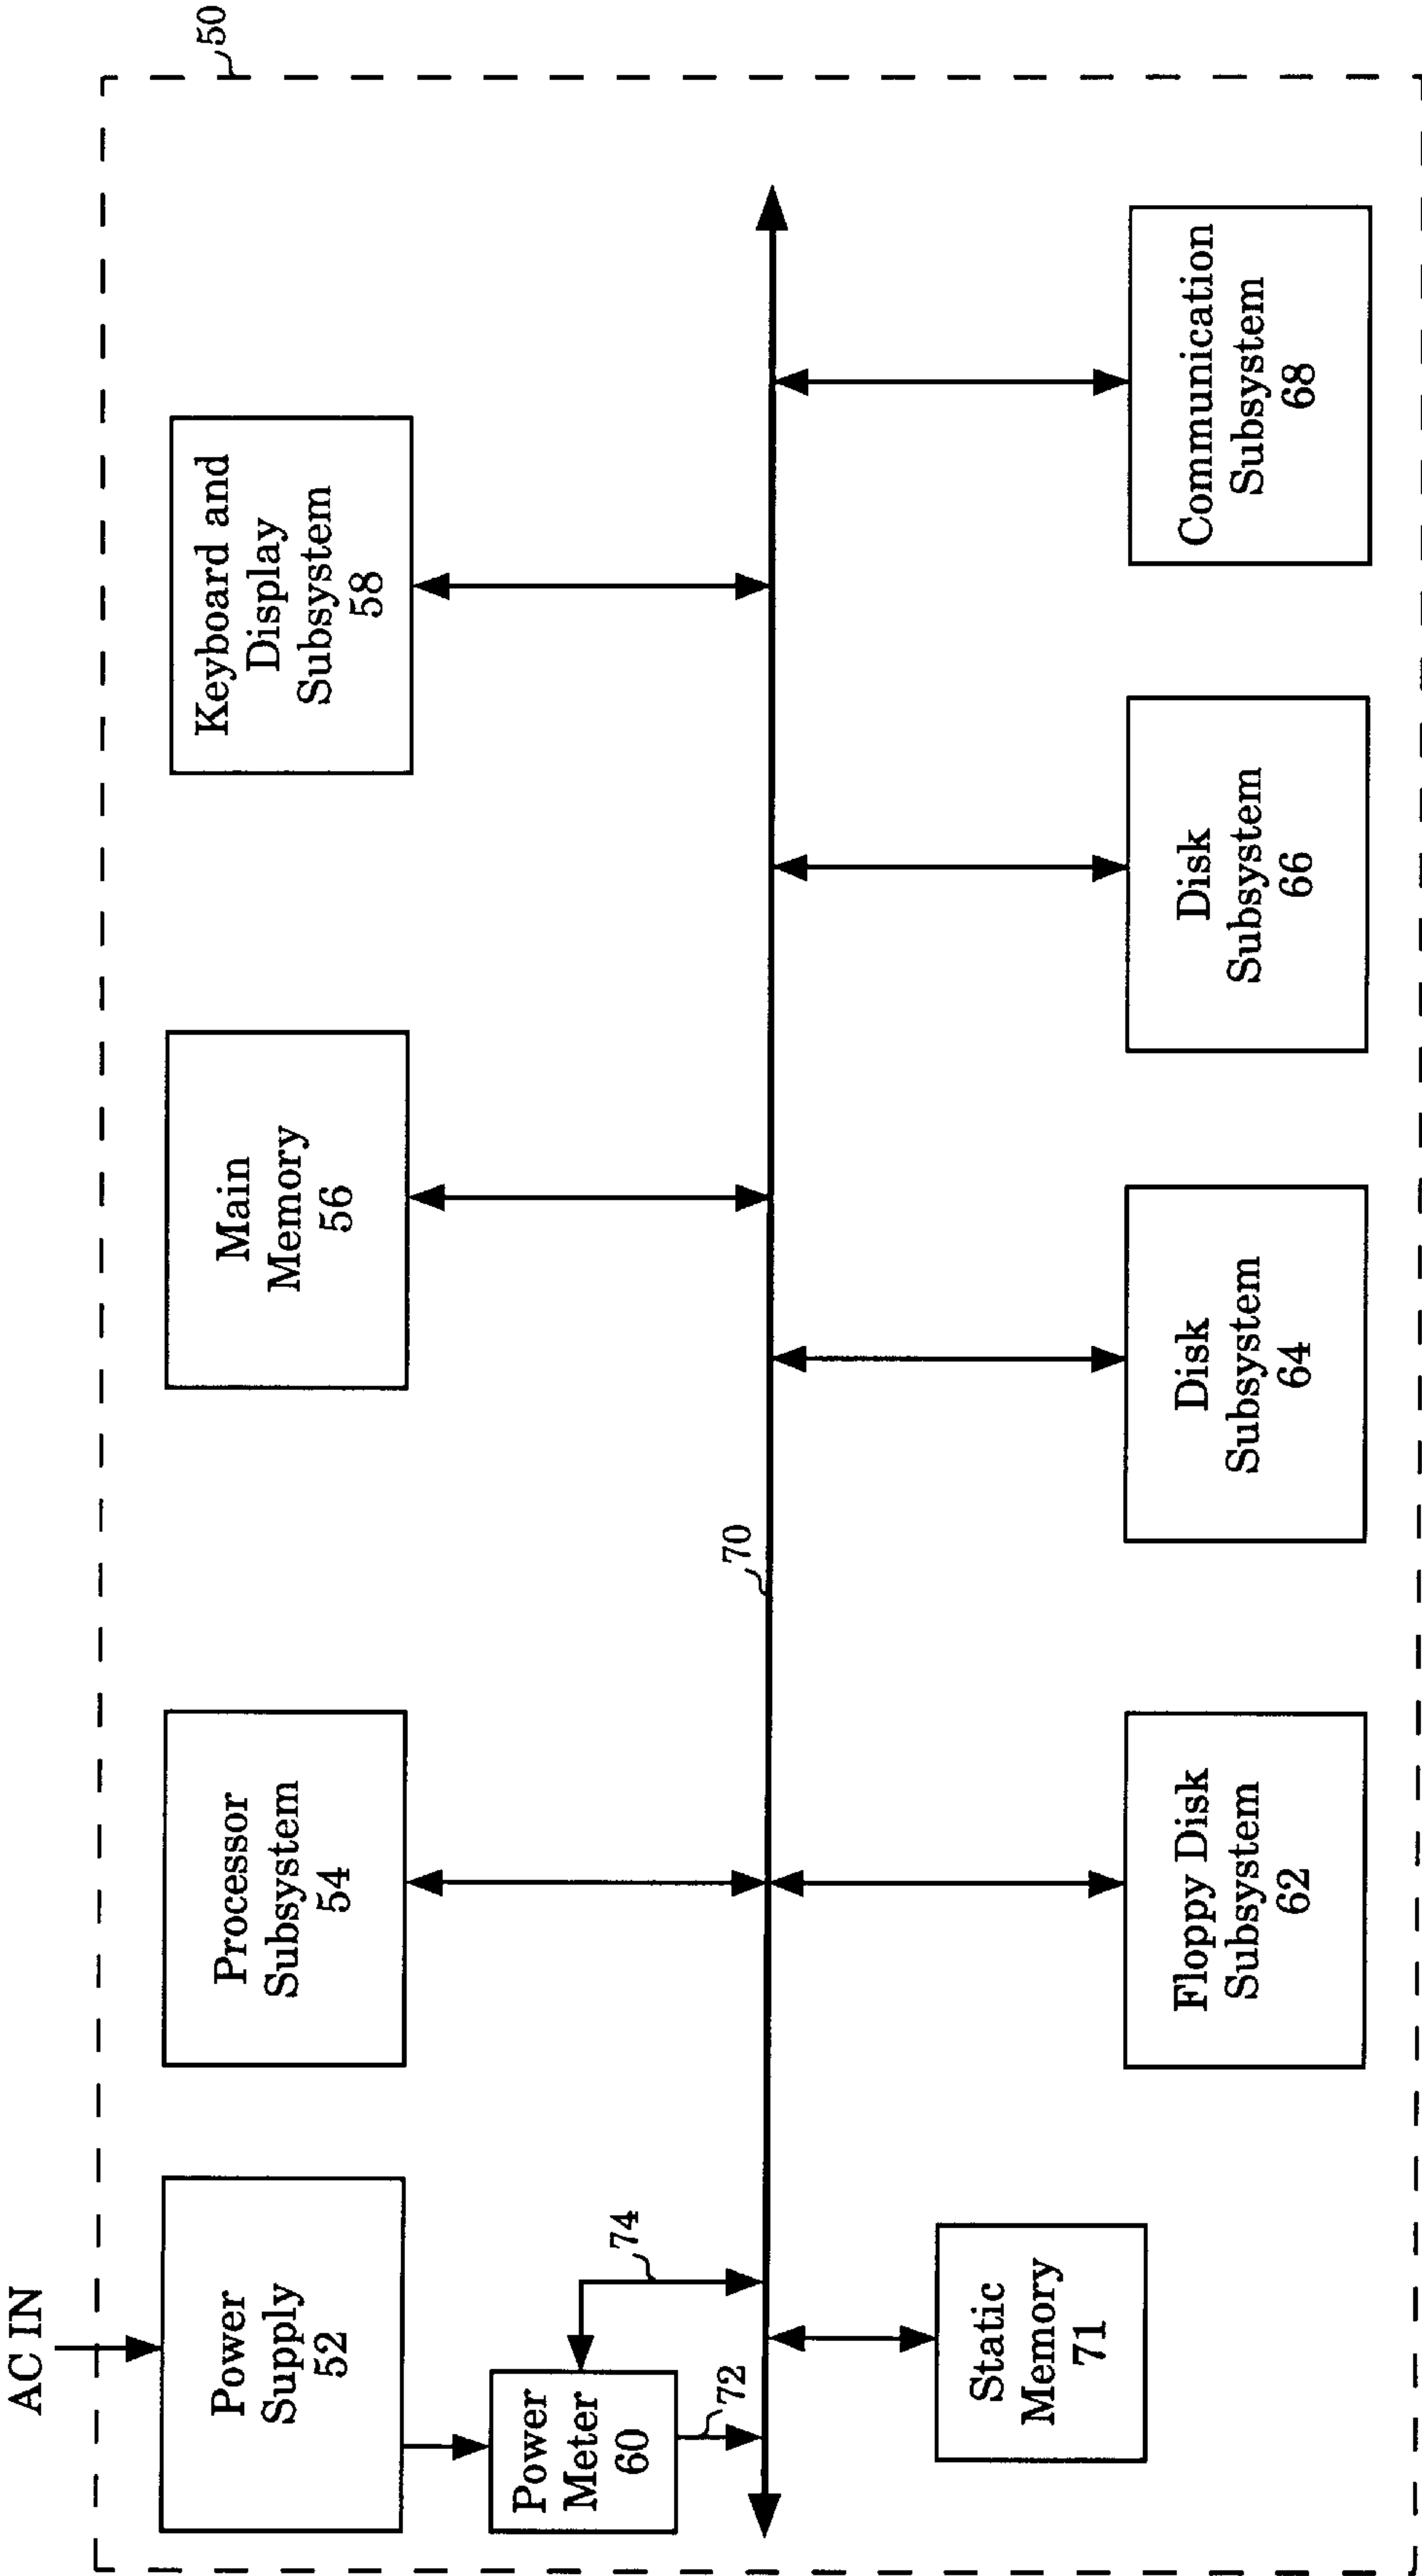 AC IN
50
Power
Supply
52
Processor
Subsystem
54
Main
Memory
56
Keyboard and
Display
Subsystem
58
Power
Meter
60
74
72
70
Static
Memory
71
Floppy Disk
Subsystem
62
Disk
Subsystem
64
Disk
Subsystem
66
Communication
Subsystem
68